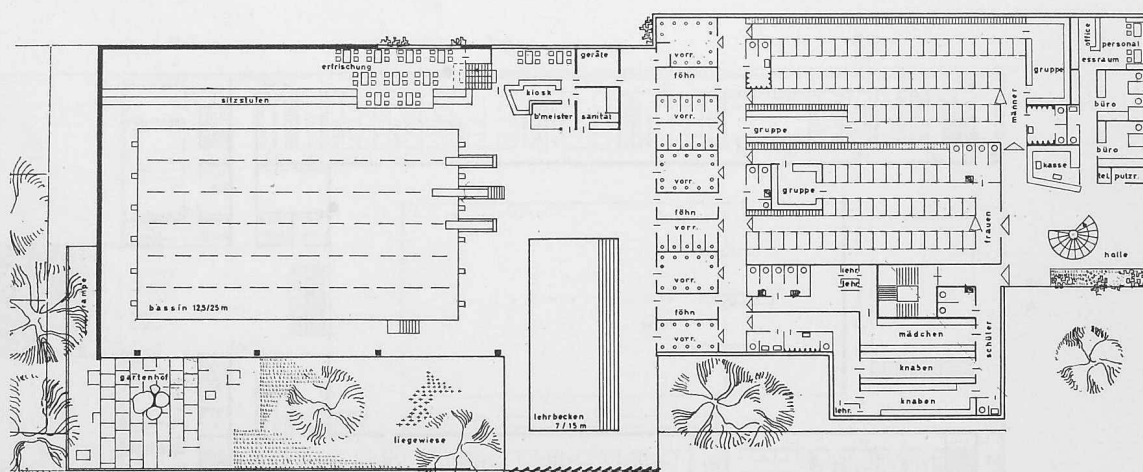 erfrischung
sitzstufen
kiosk
b'meister
geräte
sanität
bassin 12,5/25 m
gartenhof
liegewiese
lehrbecken
7 / 15 m
vorr.
föhn
vorr.
vorr.
vorr.
föhn
vorr.
vorr.
föhn
vorr.
gruppe
gruppe
gruppe
männer
frauen
lehr.
lehr.
mädchen
knaben
knaben
lehr.
schüler
office
personal
essraum
büro
büro
kasse
tel.
putzr.
halle